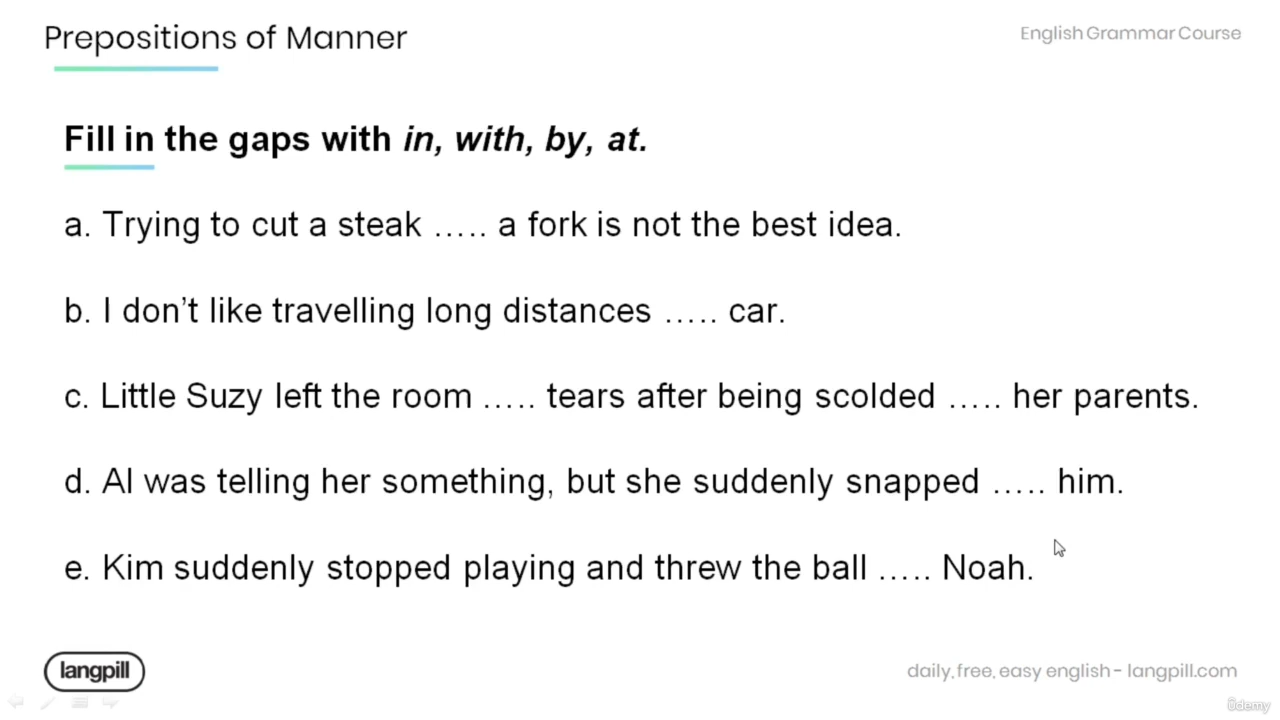 Prepositions of Manner
English Grammar Course
Fill in the gaps with in, with, by, at.
a. Trying to cut a steak ….. a fork is not the best idea.
b. I don’t like travelling long distances ….. car.
c. Little Suzy left the room ….. tears after being scolded ….. her parents.
d. Al was telling her something, but she suddenly snapped ….. him.
e. Kim suddenly stopped playing and threw the ball ….. Noah.
langpill
daily, free, easy english - langpill.com
ûdemy